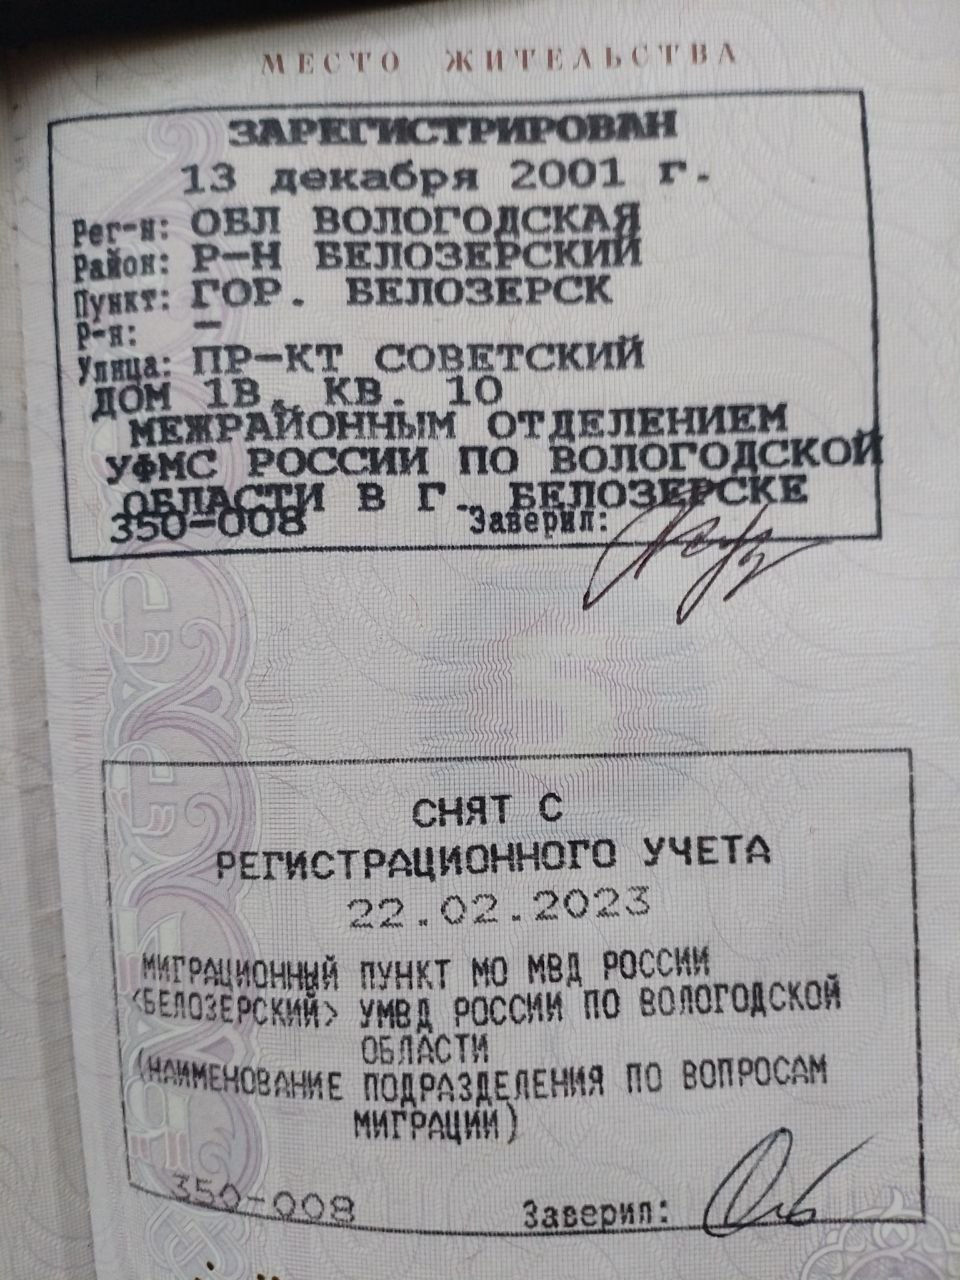 МЕСТО ЖИТЕЛЬСТВА
ЗАРЕГИСТРИРОВАН
13 декабря 2001 г.
Рег-н: ОБЛ ВОЛОГОДСКАЯ
Район: Р-Н БЕЛОЗЕРСКИЙ
Пункт: ГОР. БЕЛОЗЕРСК
Р-н: -
Улица: ПР-КТ СОВЕТСКИЙ
ДОМ 1В, КВ. 10
МЕЖРАЙОННЫМ ОТДЕЛЕНИЕМ
УФМС РОССИИ ПО ВОЛОГОДСКОЙ
ОБЛАСТИ В Г. БЕЛОЗЕРСКЕ
350-008 Заверил:
СНЯТ С
РЕГИСТРАЦИОННОГО УЧЕТА
22.02.2023
МИГРАЦИОННЫЙ ПУНКТ МО МВД РОССИИ
<БЕЛОЗЕРСКИЙ> УМВД РОССИИ ПО ВОЛОГОДСКОЙ
ОБЛАСТИ
(НАИМЕНОВАНИЕ ПОДРАЗДЕЛЕНИЯ ПО ВОПРОСАМ
МИГРАЦИИ)
350-008 Заверил: